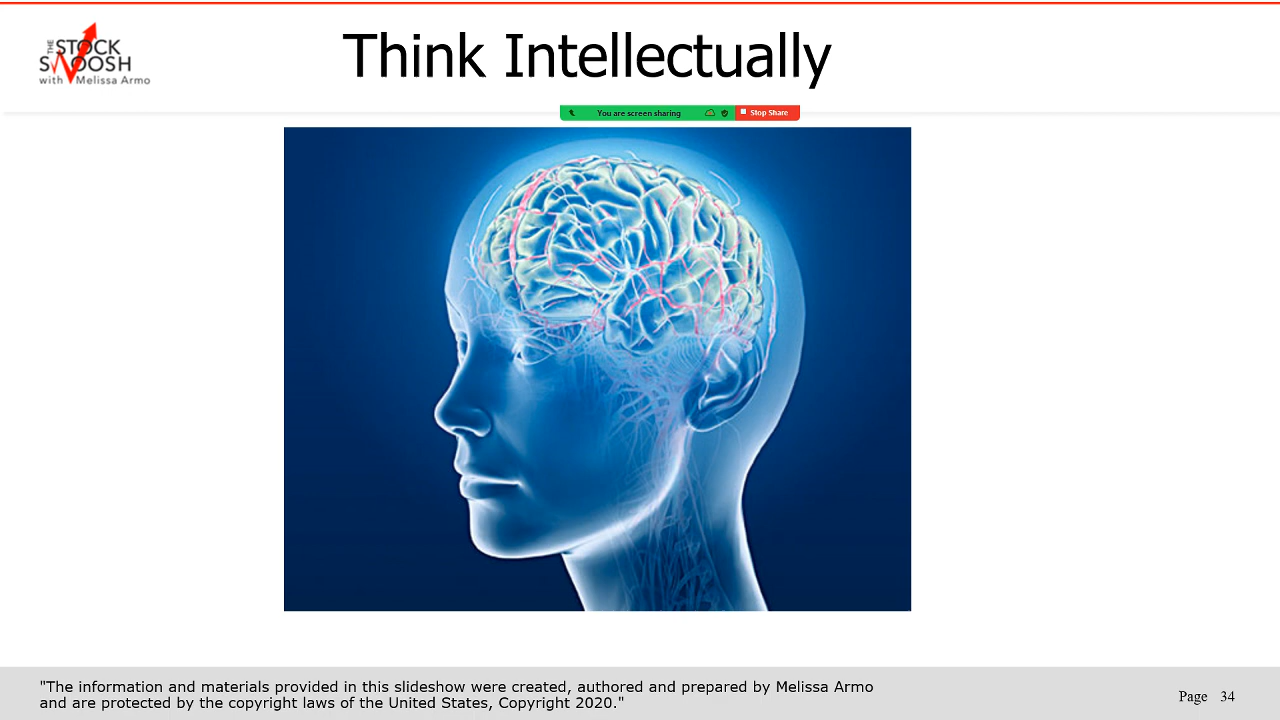 THE STOCK
SWOOSH
with Melissa Armo
Think Intellectually
You are screen sharing
Stop Share
"The information and materials provided in this slideshow were created, authored and prepared by Melissa Armo
and are protected by the copyright laws of the United States, Copyright 2020."
Page 34